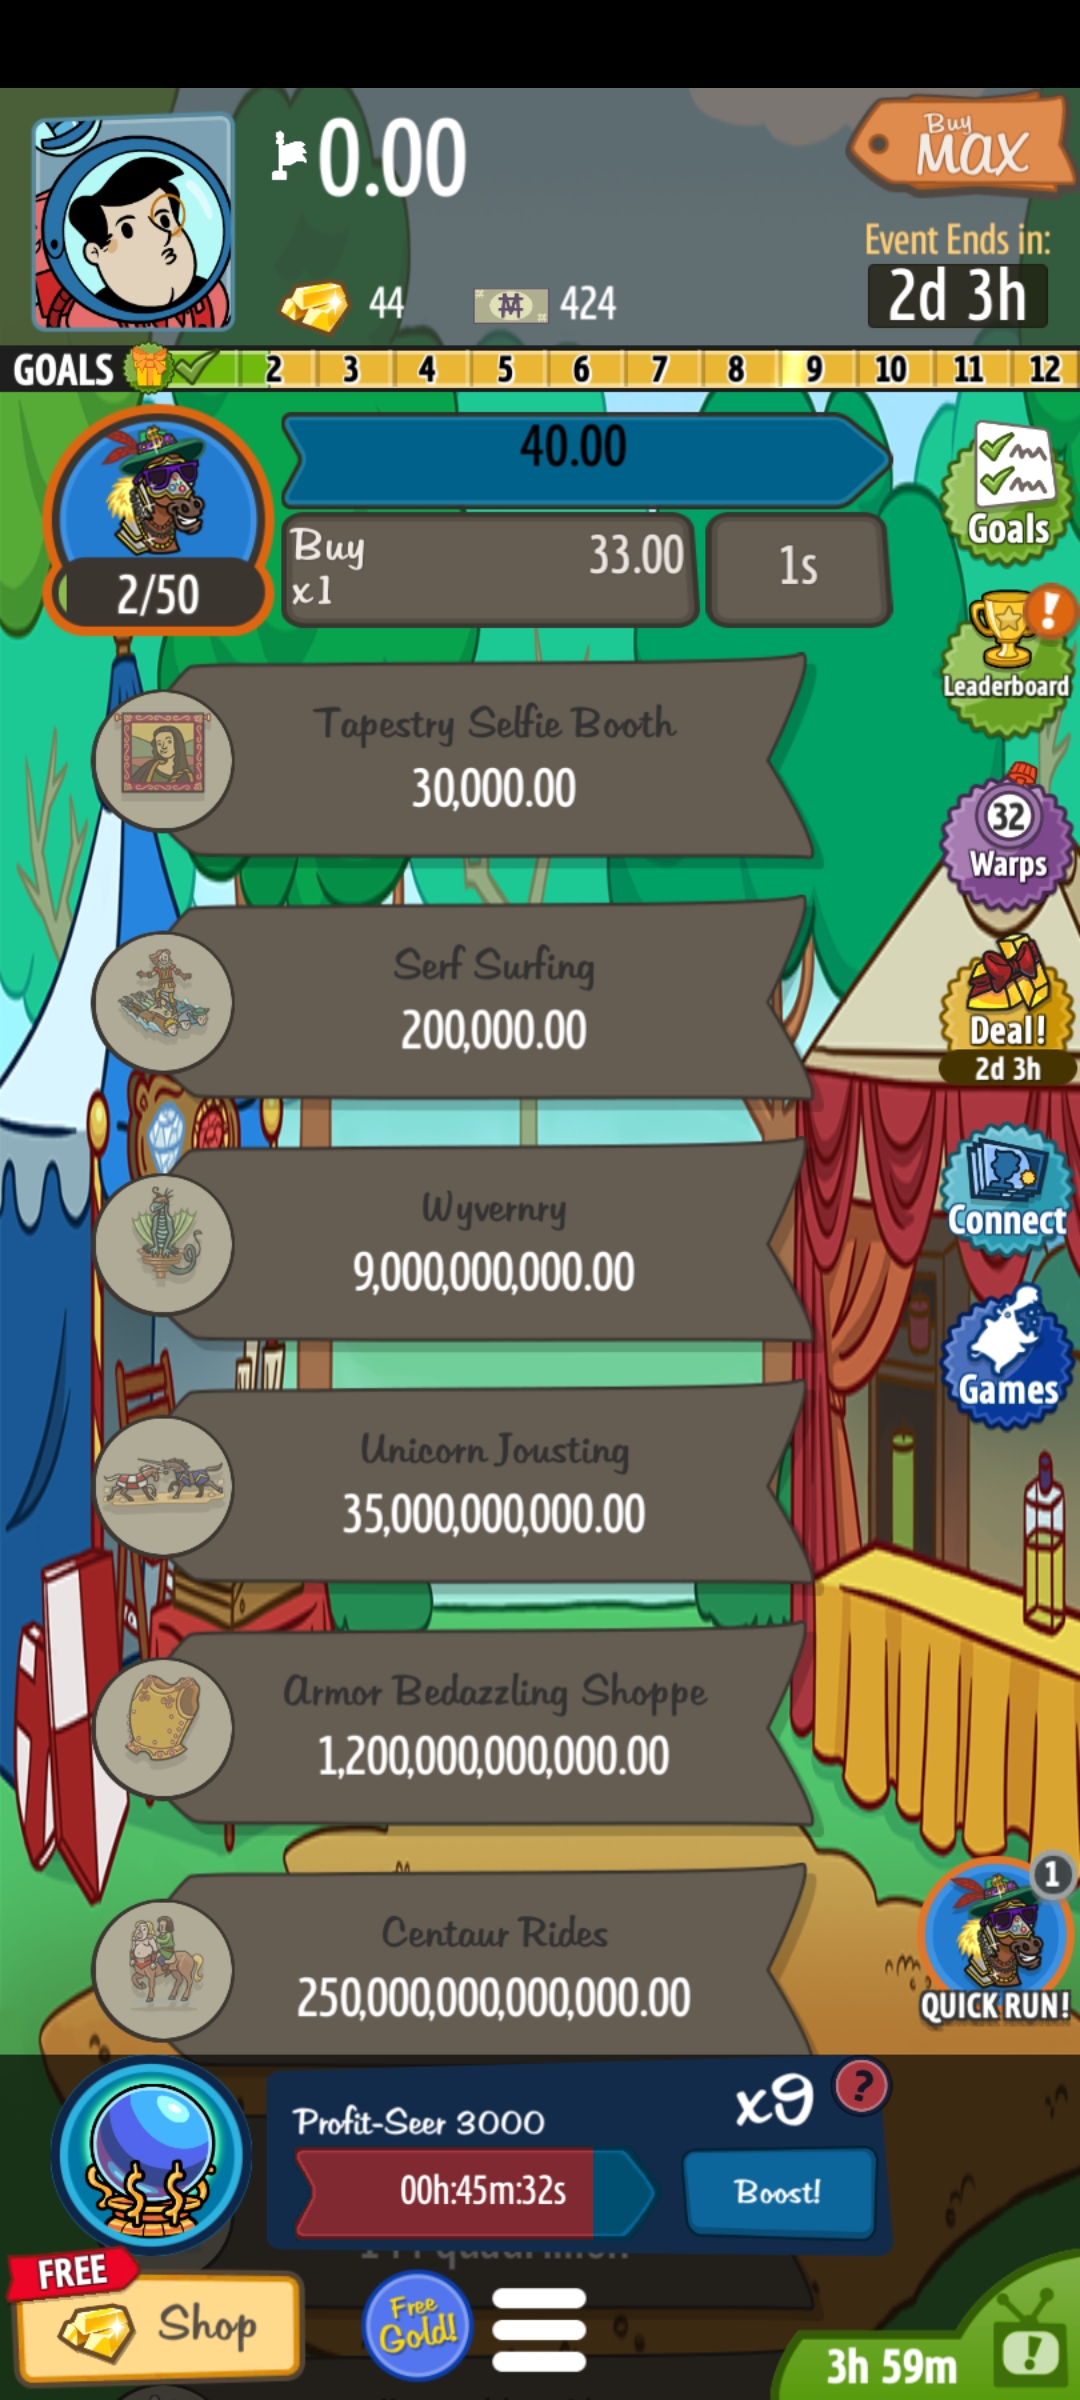 0.00
Buy
MAX
44
424
Event Ends in:
2d 3h
GOALS 2 3 4 5 6 7 8 9 10 11 12
40.00
Buy
x1
33.00
1s
2/50
Goals
!
Leaderboard
Tapestry Selfie Booth
30,000.00
32
Warps
Serf Surfing
200,000.00
Deal!
2d 3h
Wyvernry
9,000,000,000.00
Connect
Games
Unicorn Jousting
35,000,000,000.00
Armor Bedazzling Shoppe
1,200,000,000,000.00
1
QUICK RUN!
Centaur Rides
250,000,000,000,000.00
Profit-Seer 3000
x9
?
00h:45m:32s
Boost!
FREE
Shop
Free
Gold!
3h 59m
!